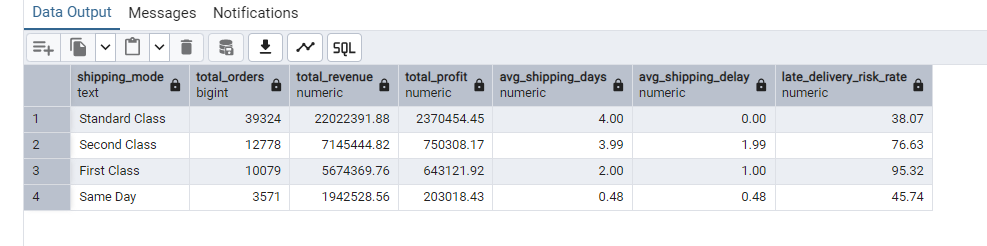 Data Output Messages Notifications
SQL
shipping_mode total_orders total_revenue total_profit avg_shipping_days avg_shipping_delay late_delivery_risk_rate
text bigint numeric numeric numeric numeric numeric
1 Standard Class 39324 22022391.88 2370454.45 4.00 0.00 38.07
2 Second Class 12778 7145444.82 750308.17 3.99 1.99 76.63
3 First Class 10079 5674369.76 643121.92 2.00 1.00 95.32
4 Same Day 3571 1942528.56 203018.43 0.48 0.48 45.74